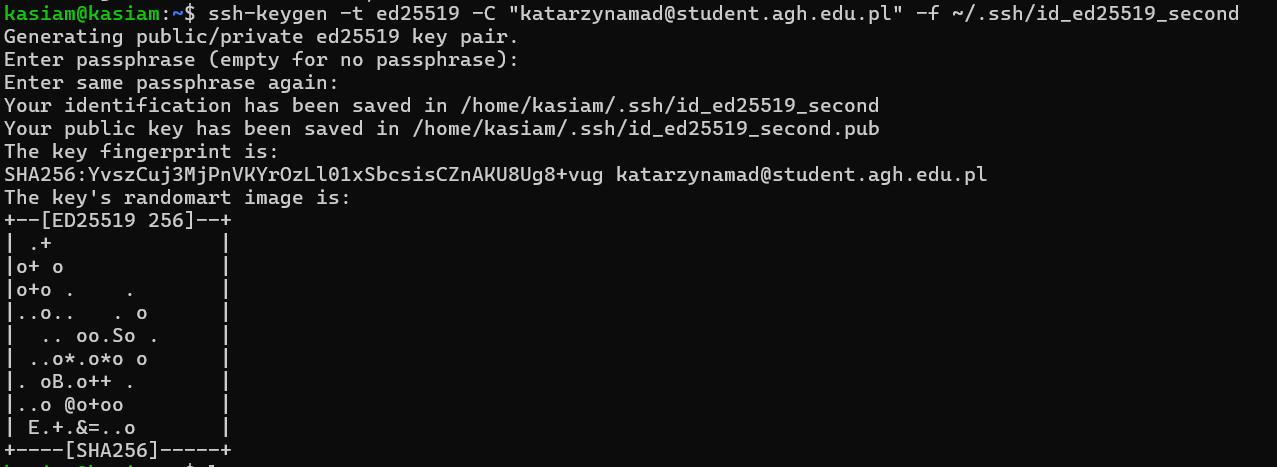 kasiam@kasiam:~$ ssh-keygen -t ed25519 -C "katarzynamad@student.agh.edu.pl" -f ~/.ssh/id_ed25519_second
Generating public/private ed25519 key pair.
Enter passphrase (empty for no passphrase):
Enter same passphrase again:
Your identification has been saved in /home/kasiam/.ssh/id_ed25519_second
Your public key has been saved in /home/kasiam/.ssh/id_ed25519_second.pub
The key fingerprint is:
SHA256:YvszCuj3MjPnVKYrOzLl01xSbcsisCZnAKU8Ug8+vug katarzynamad@student.agh.edu.pl
The key's randomart image is:
+--[ED25519 256]--+
| .+              |
|o+ o             |
|o+o .    .       |
|..o..   . o      |
|  .. oo.So .     |
| ..o*.o*o o      |
|. oB.o++ .       |
|..o @o+oo        |
| E.+.&=..o       |
+----[SHA256]-----+